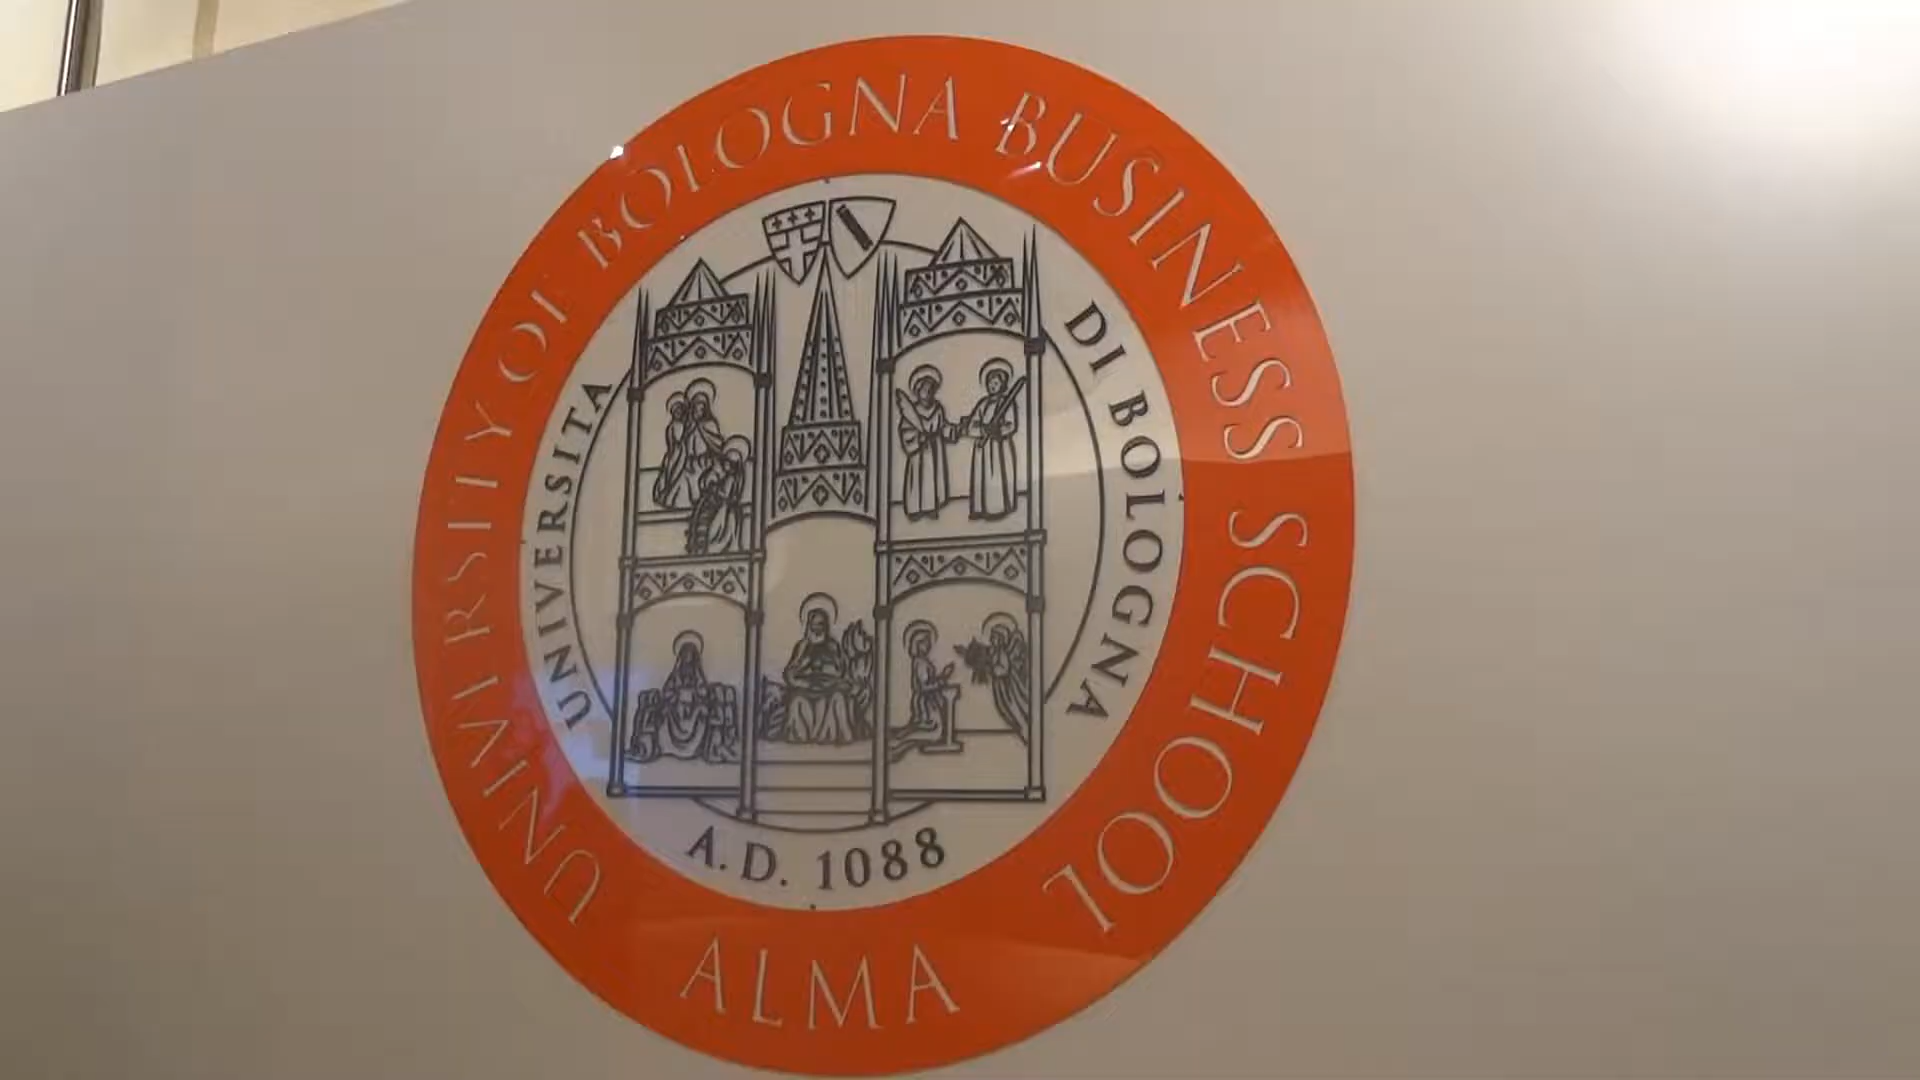 UNIVERSITY OF BOLOGNA BUSINESS SCHOOL
ALMA
UNIVERSITA DI BOLOGNA
A.D. 1088